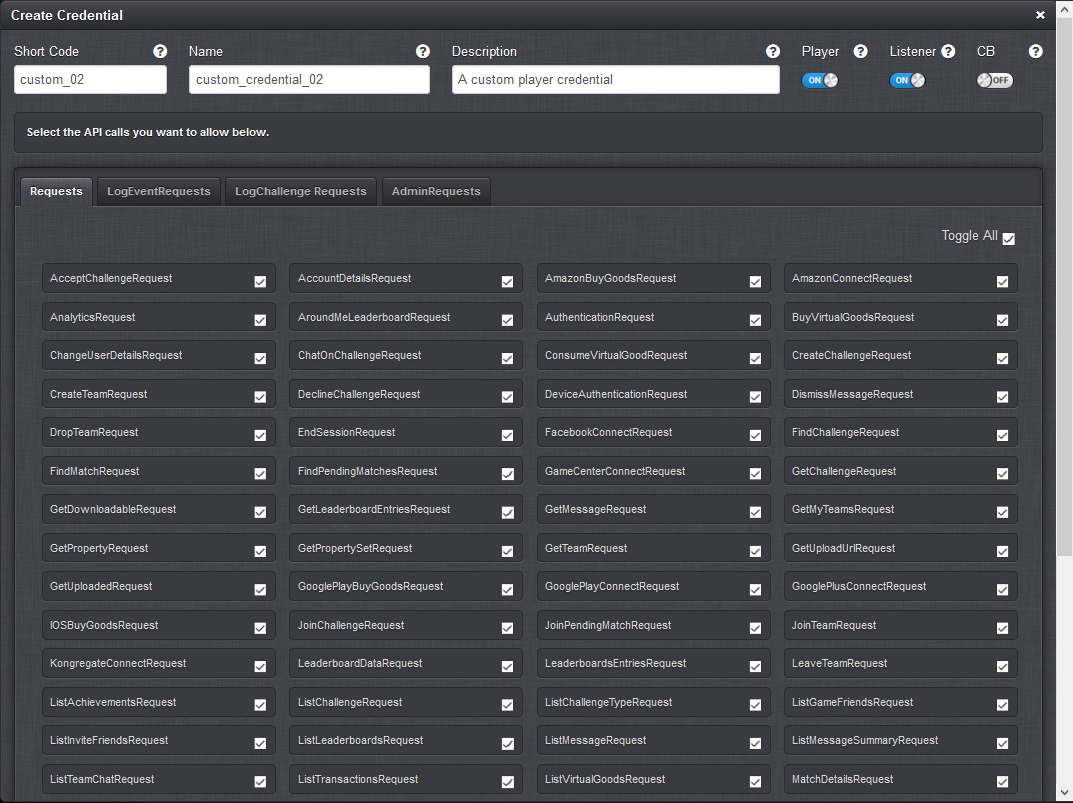 Create Credential
Short Code Name Description Player Listener CB
custom_02 custom_credential_02 A custom player credential ON ON OFF
Select the API calls you want to allow below.
Requests LogEventRequests LogChallenge Requests AdminRequests
Toggle All
AcceptChallengeRequest AccountDetailsRequest AmazonBuyGoodsRequest AmazonConnectRequest
AnalyticsRequest AroundMeLeaderboardRequest AuthenticationRequest BuyVirtualGoodsRequest
ChangeUserDetailsRequest ChatOnChallengeRequest ConsumeVirtualGoodRequest CreateChallengeRequest
CreateTeamRequest DeclineChallengeRequest DeviceAuthenticationRequest DismissMessageRequest
DropTeamRequest EndSessionRequest FacebookConnectRequest FindChallengeRequest
FindMatchRequest FindPendingMatchesRequest GameCenterConnectRequest GetChallengeRequest
GetDownloadableRequest GetLeaderboardEntriesRequest GetMessageRequest GetMyTeamsRequest
GetPropertyRequest GetPropertySetRequest GetTeamRequest GetUploadUrlRequest
GetUploadedRequest GooglePlayBuyGoodsRequest GooglePlayConnectRequest GooglePlusConnectRequest
IOSBuyGoodsRequest JoinChallengeRequest JoinPendingMatchRequest JoinTeamRequest
KongregateConnectRequest LeaderboardDataRequest LeaderboardsEntriesRequest LeaveTeamRequest
ListAchievementsRequest ListChallengeRequest ListChallengeTypeRequest ListGameFriendsRequest
ListInviteFriendsRequest ListLeaderboardsRequest ListMessageRequest ListMessageSummaryRequest
ListTeamChatRequest ListTransactionsRequest ListVirtualGoodsRequest MatchDetailsRequest